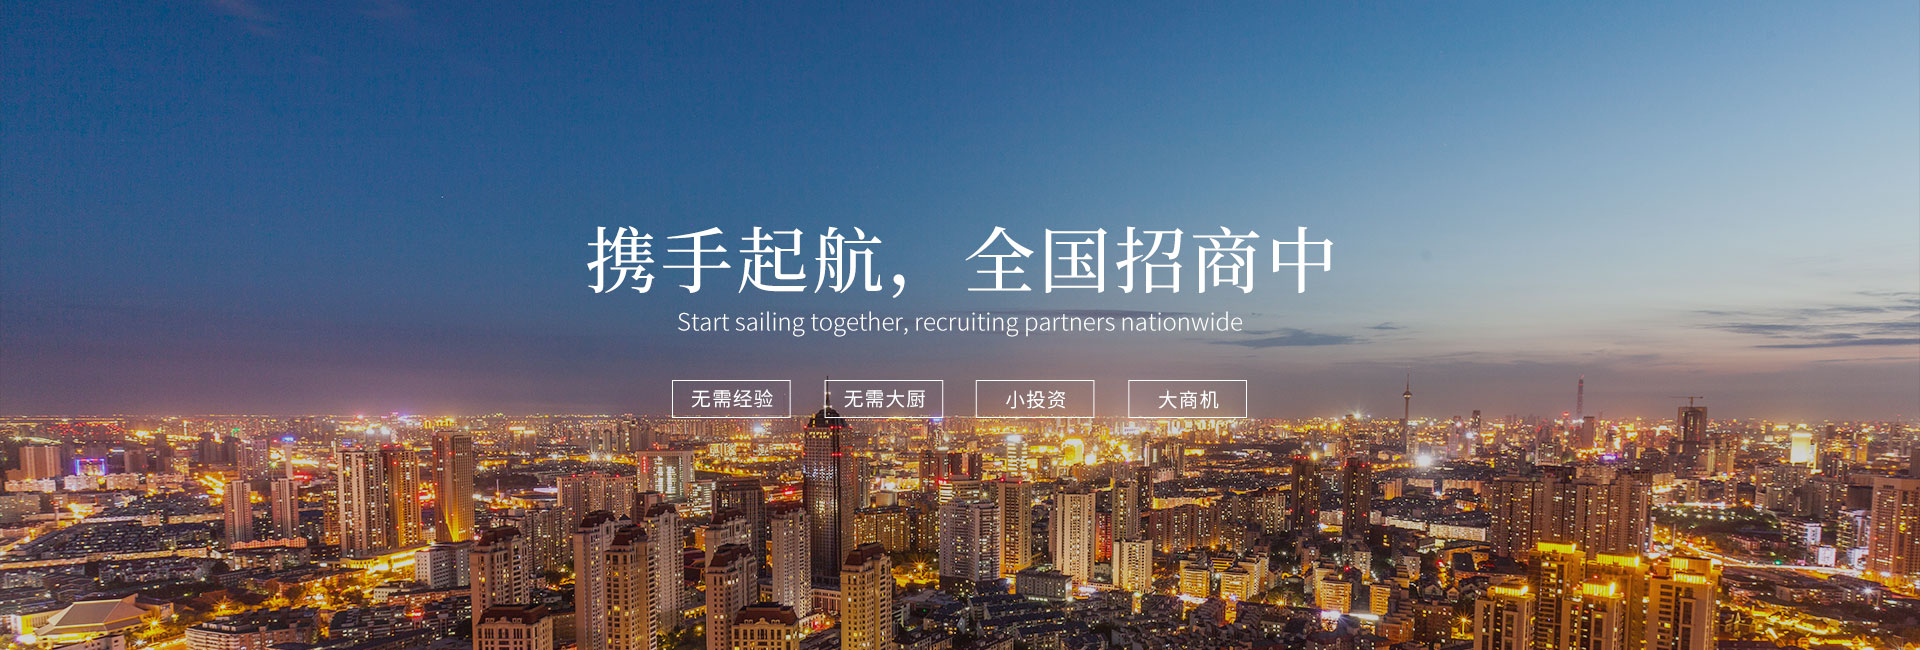 携手起航，全国招商中
Start sailing together, recruiting partners nationwide
无需经验
无需大厨
小投资
大商机